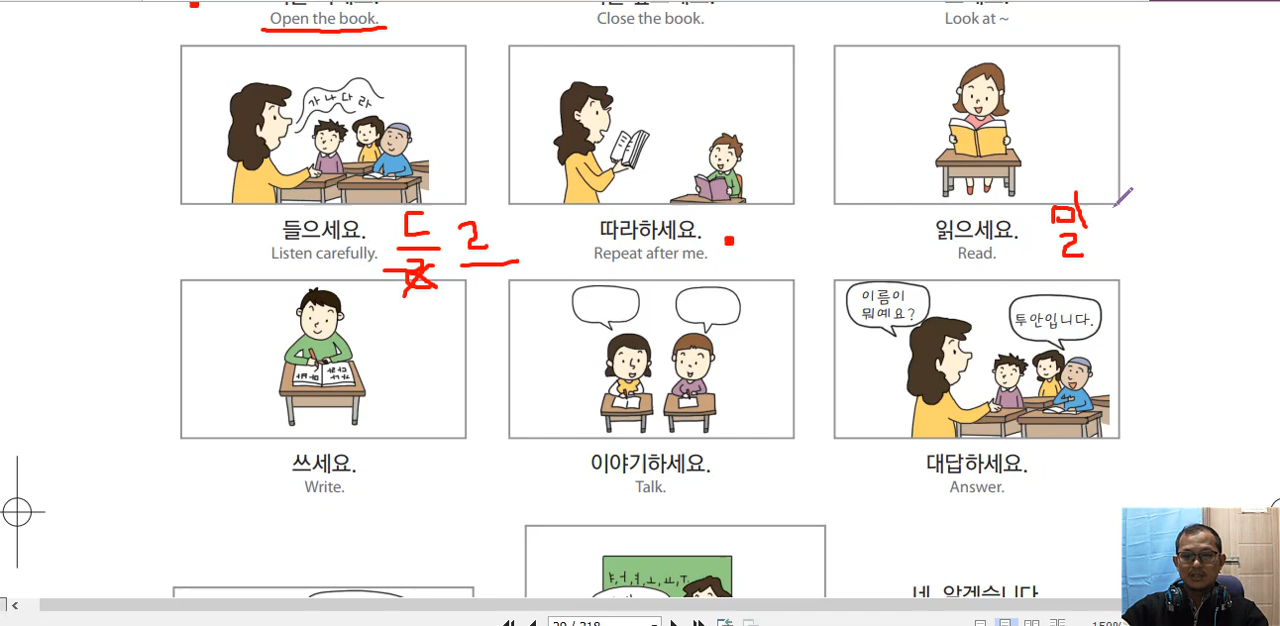 Open the book.
Close the book.
Look at ~
가 나 다 라
들으세요.
Listen carefully.
따라하세요.
Repeat after me.
읽으세요.
Read.
이름이
뭐예요?
투안입니다.
쓰세요.
Write.
이야기하세요.
Talk.
대답하세요.
Answer.